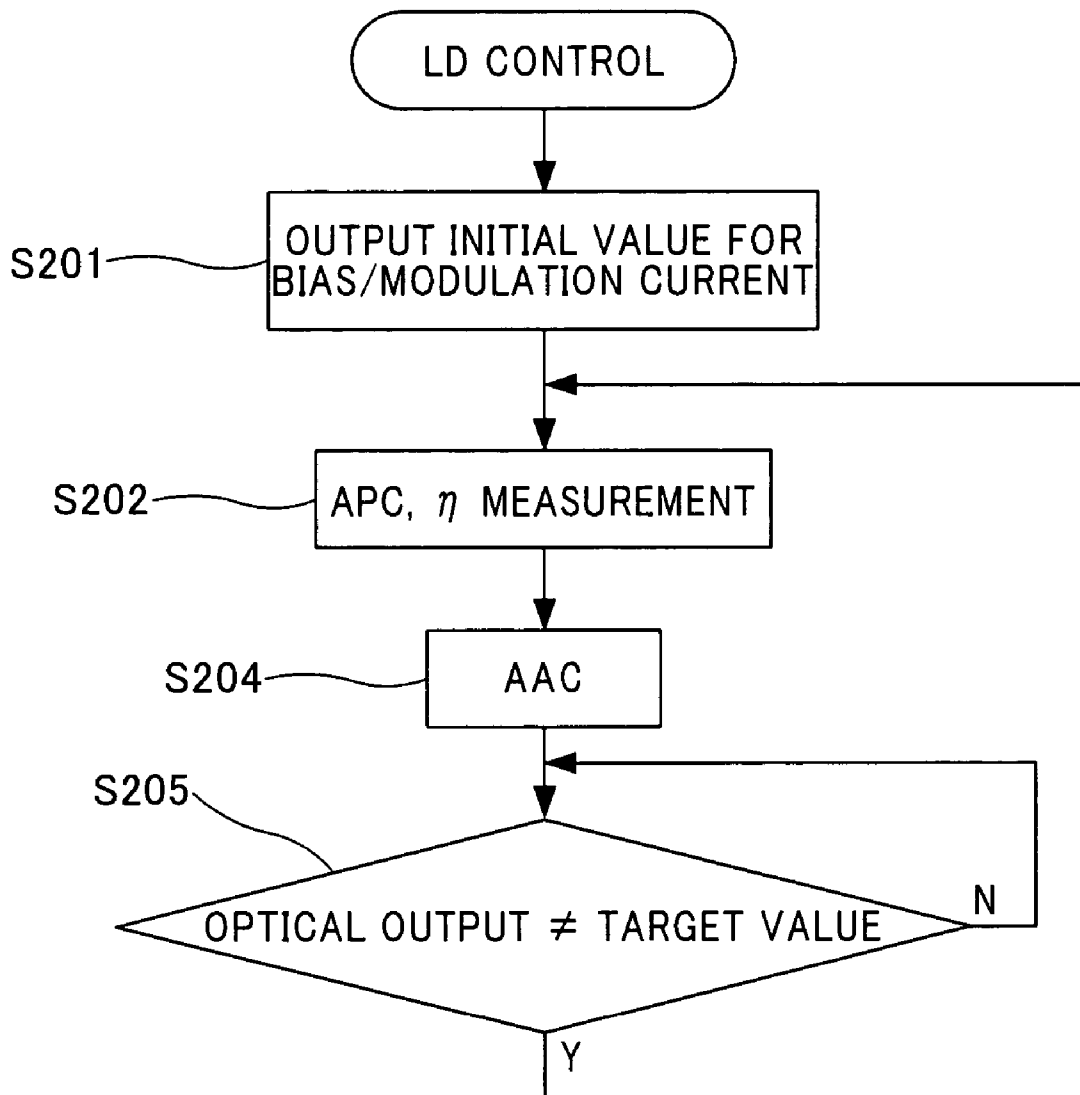 LD CONTROL
S201
OUTPUT INITIAL VALUE FOR
BIAS/MODULATION CURRENT
S202
APC, η MEASUREMENT
S204
AAC
S205
OPTICAL OUTPUT ≠ TARGET VALUE
N
Y